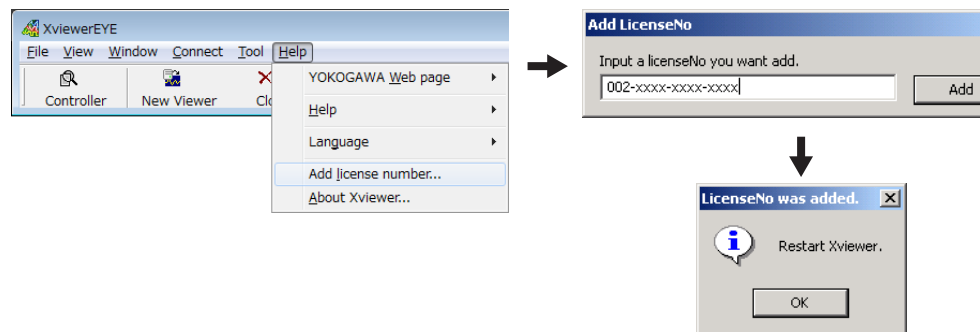 XviewerEYE
File View Window Connect Tool Help
Controller New Viewer Clo
YOKOGAWA Web page
Help
Language
Add license number...
About Xviewer...
Add LicenseNo
Input a licenseNo you want add.
002-xxxx-xxxx-xxxx
Add
LicenseNo was added.
Restart Xviewer.
OK